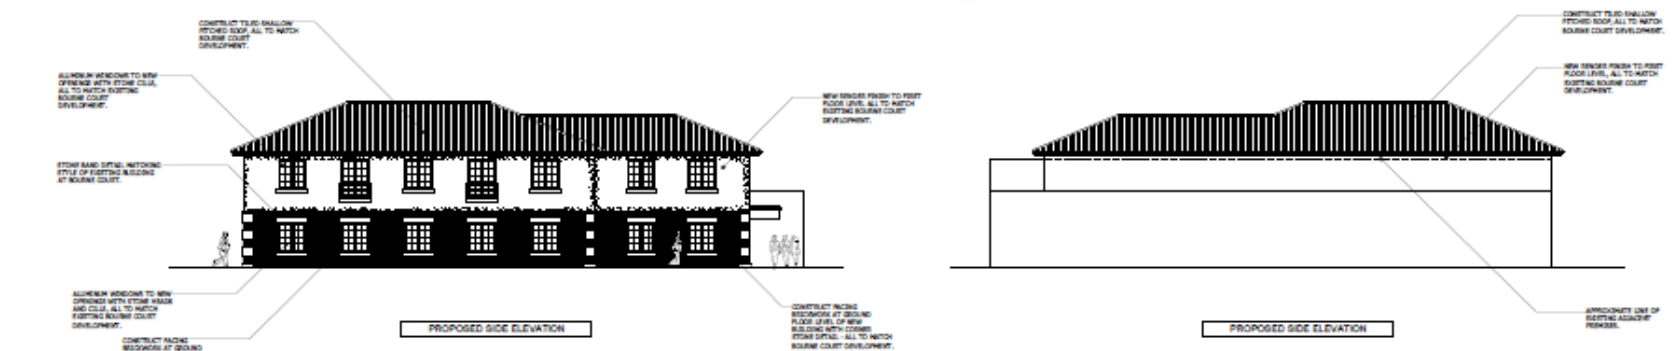 CONSTRUCT TILED SHALLOW
PITCHED ROOF, ALL TO MATCH
BOURNE COURT
DEVELOPMENT.
ALUMINIUM WINDOWS TO NEW
OPENINGS WITH STONE CILLS,
ALL TO MATCH EXISTING
BOURNE COURT
DEVELOPMENT.
STONE BAND DETAIL MATCHING
STYLE OF EXISTING BUILDING
AT BOURNE COURT.
NEW RENDER FINISH TO FIRST
FLOOR LEVEL ALL TO MATCH
EXISTING BOURNE COURT
DEVELOPMENT.
ALUMINIUM WINDOWS TO NEW
OPENINGS WITH STONE HEADS
AND CILLS, ALL TO MATCH
EXISTING BOURNE COURT
DEVELOPMENT.
CONSTRUCT FACING
BRICKWORK AT GROUND
PROPOSED SIDE ELEVATION
CONSTRUCT FACING
BRICKWORK AT GROUND
FLOOR LEVEL OF NEW
BUILDING WITH CORNER
STONE DETAIL - ALL TO MATCH
BOURNE COURT DEVELOPMENT.
CONSTRUCT TILED SHALLOW
PITCHED ROOF, ALL TO MATCH
BOURNE COURT DEVELOPMENT.
NEW RENDER FINISH TO FIRST
FLOOR LEVEL, ALL TO MATCH
EXISTING BOURNE COURT
DEVELOPMENT.
PROPOSED SIDE ELEVATION
APPROXIMATE LINE OF
EXISTING ADJACENT
PREMISES.